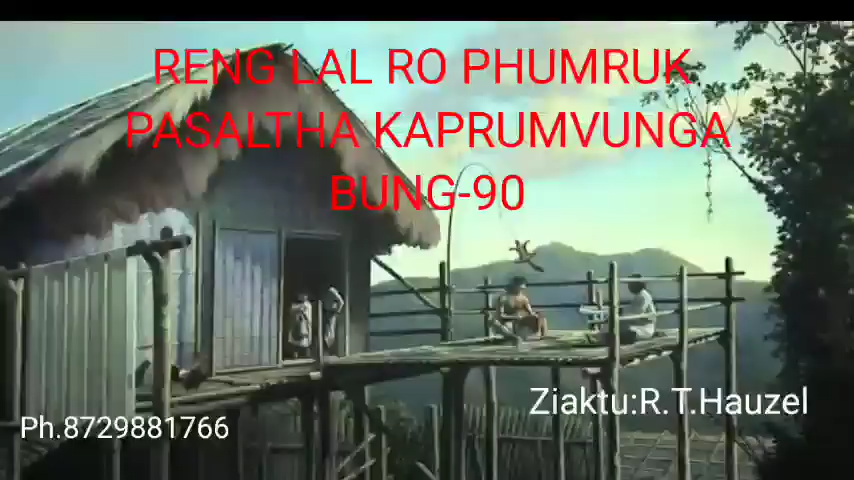 RENG LAL RO PHUMRUK
PASALTHA KAPRUMVUNGA
BUNG-90
Ziaktu:R.T.Hauzel
Ph.8729881766